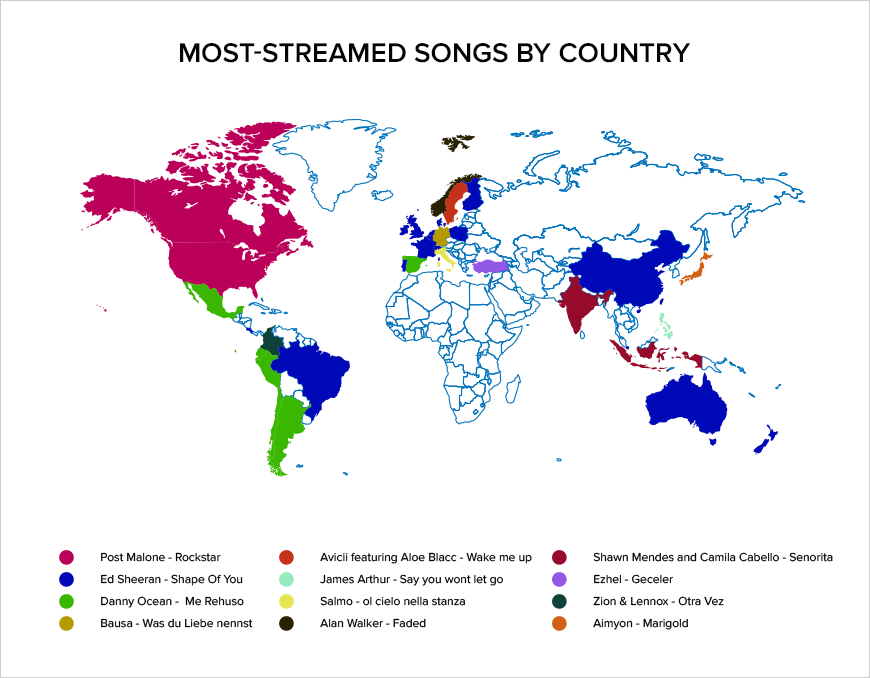 MOST-STREAMED SONGS BY COUNTRY
Post Malone - Rockstar
Ed Sheeran - Shape Of You
Danny Ocean - Me Rehuso
Bausa - Was du Liebe nennst
Avicii featuring Aloe Blacc - Wake me up
James Arthur - Say you wont let go
Salmo - ol cielo nella stanza
Alan Walker - Faded
Shawn Mendes and Camila Cabello - Senorita
Ezhel - Geceler
Zion & Lennox - Otra Vez
Aimyon - Marigold